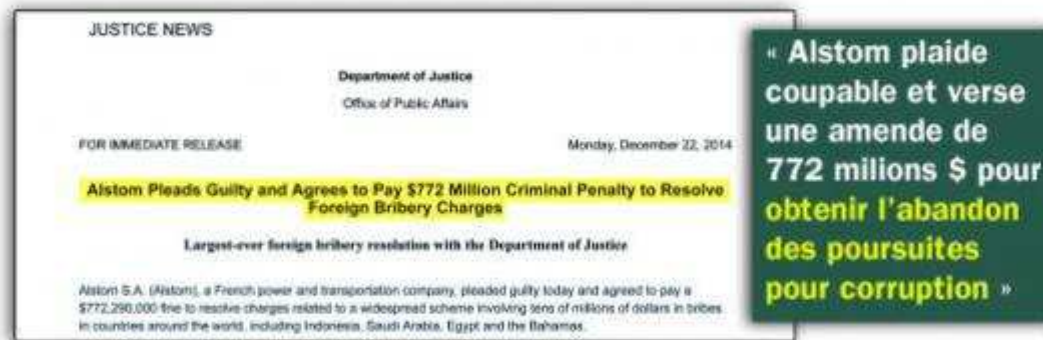 JUSTICE NEWS
Department of Justice
Office of Public Affairs
FOR IMMEDIATE RELEASE Monday, December 22, 2014
Alstom Pleads Guilty and Agrees to Pay $772 Million Criminal Penalty to Resolve
Foreign Bribery Charges
Largest-ever foreign bribery resolution with the Department of Justice
Alstom S.A. (Alstom), a French power and transportation company, pleaded guilty today and agreed to pay a
$772,290,000 fine to resolve charges related to a widespread scheme involving tens of millions of dollars in bribes
in countries around the world, including Indonesia, Saudi Arabia, Egypt and the Bahamas.
« Alstom plaide
coupable et verse
une amende de
772 milions $ pour
obtenir l'abandon
des poursuites
pour corruption »